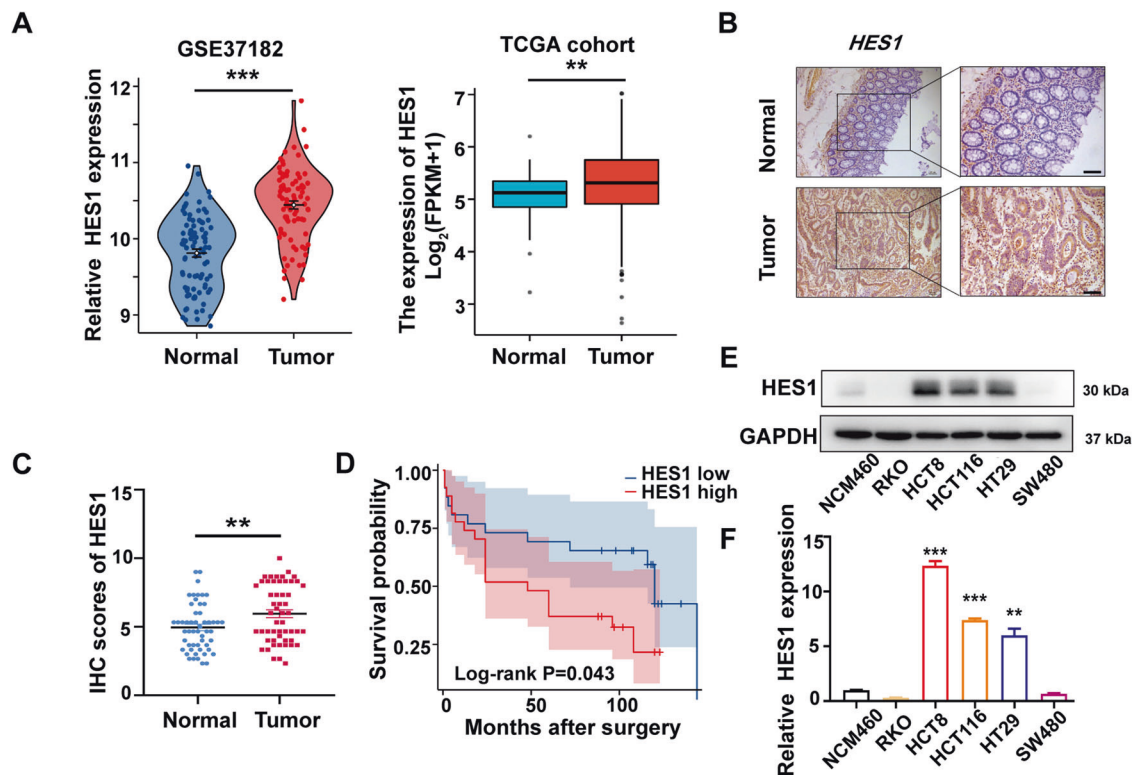 A
GSE37182
***
Relative HES1 expression
12
11
10
9
Normal
Tumor
TCGA cohort
**
The expression of HES1
Log2(FPKM+1)
7
6
5
4
3
Normal
Tumor
B
HES1
Normal
Tumor
C
IHC scores of HES1
15
10
5
0
**
Normal
Tumor
D
Survival probability
1.00
0.75
0.50
0.25
HES1 low
HES1 high
Log-rank P=0.043
0
50
100
Months after surgery
E
HES1
30 kDa
GAPDH
37 kDa
NCM460
RKO
HCT8
HCT116
HT29
SW480
F
Relative HES1 expression
15
10
5
0
***
***
**
NCM460
RKO
HCT8
HCT116
HT29
SW480